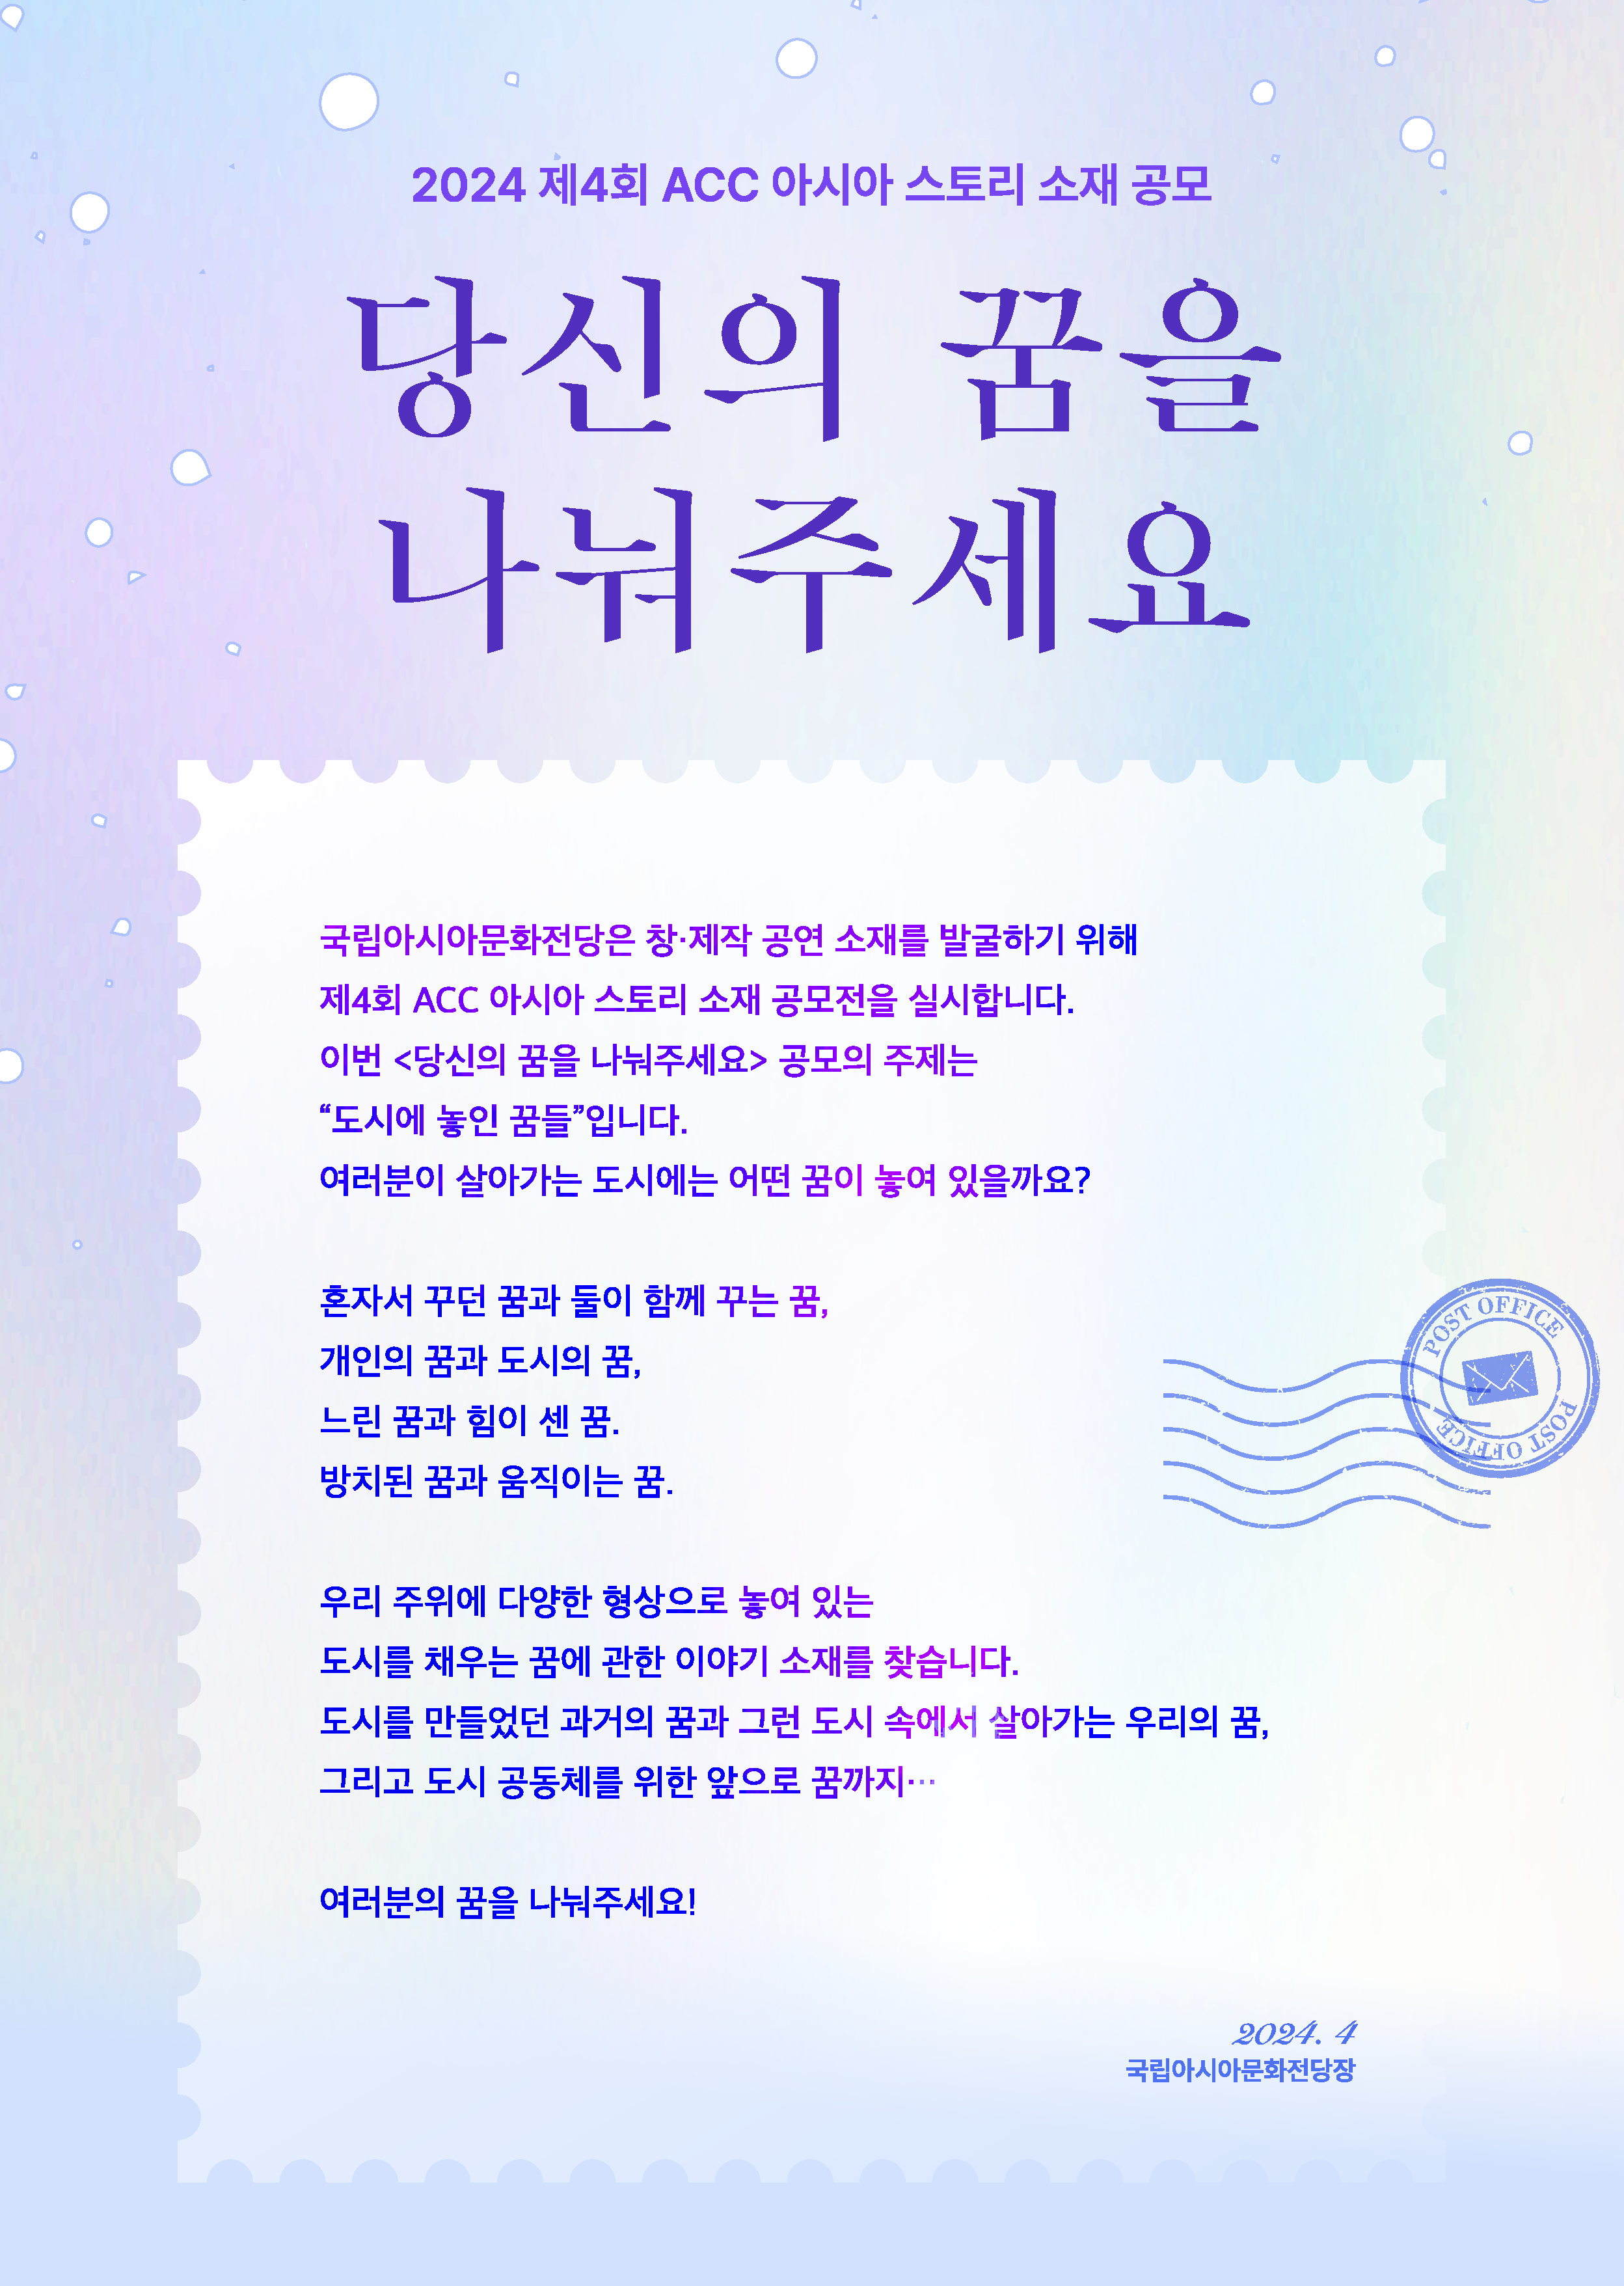 2024 제4회 ACC 아시아 스토리 소재 공모
당신의 꿈을
나눠주세요
국립아시아문화전당은 창·제작 공연 소재를 발굴하기 위해
제4회 ACC 아시아 스토리 소재 공모전을 실시합니다.
이번 <당신의 꿈을 나눠주세요> 공모의 주제는
“도시에 놓인 꿈들”입니다.
여러분이 살아가는 도시에는 어떤 꿈이 놓여 있을까요?
혼자서 꾸던 꿈과 둘이 함께 꾸는 꿈,
개인의 꿈과 도시의 꿈,
느린 꿈과 힘이 센 꿈.
방치된 꿈과 움직이는 꿈.
POST OFFICE
POST OFFICE
우리 주위에 다양한 형상으로 놓여 있는
도시를 채우는 꿈에 관한 이야기 소재를 찾습니다.
도시를 만들었던 과거의 꿈과 그런 도시 속에서 살아가는 우리의 꿈,
그리고 도시 공동체를 위한 앞으로 꿈까지…
여러분의 꿈을 나눠주세요!
2024. 4
국립아시아문화전당장